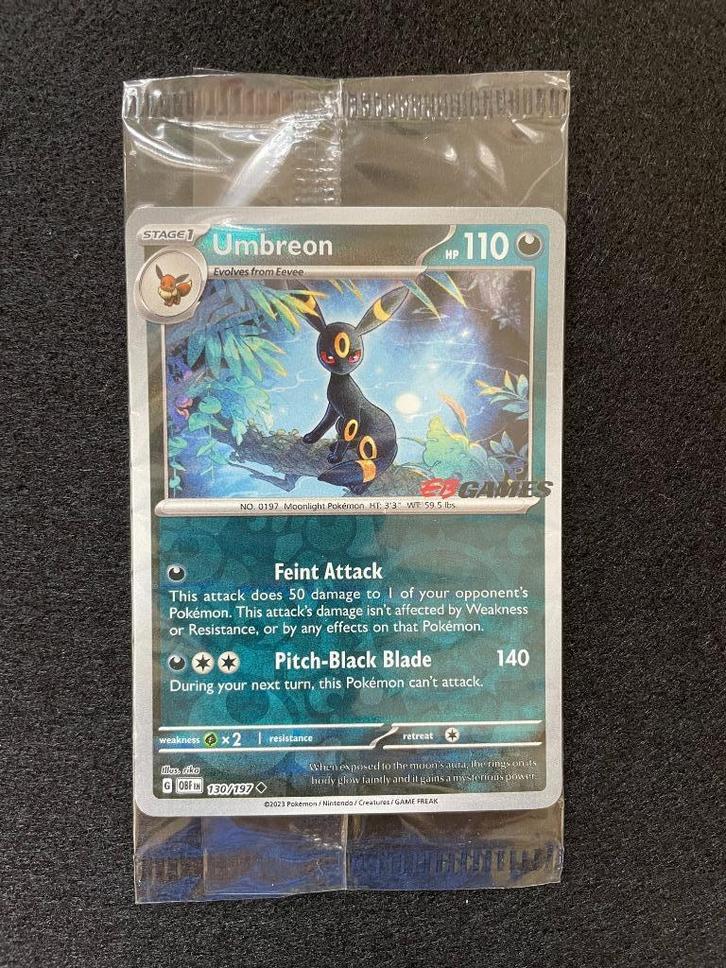 STAGE 1
Umbreon
HP 110
Evolves from Eevee
EB GAMES
NO. 0197 Moonlight Pokémon HT: 3'3" WT: 59.5 lbs.
Feint Attack
This attack does 50 damage to 1 of your opponent's
Pokémon. This attack's damage isn't affected by Weakness
or Resistance, or by any effects on that Pokémon.
Pitch-Black Blade 140
During your next turn, this Pokémon can't attack.
weakness ×2 resistance retreat
Illus. rika
When exposed to the moon's aura, the rings on its
body glow faintly and it gains a mysterious power.
G OBF EN 130/197
©2023 Pokémon / Nintendo / Creatures / GAME FREAK